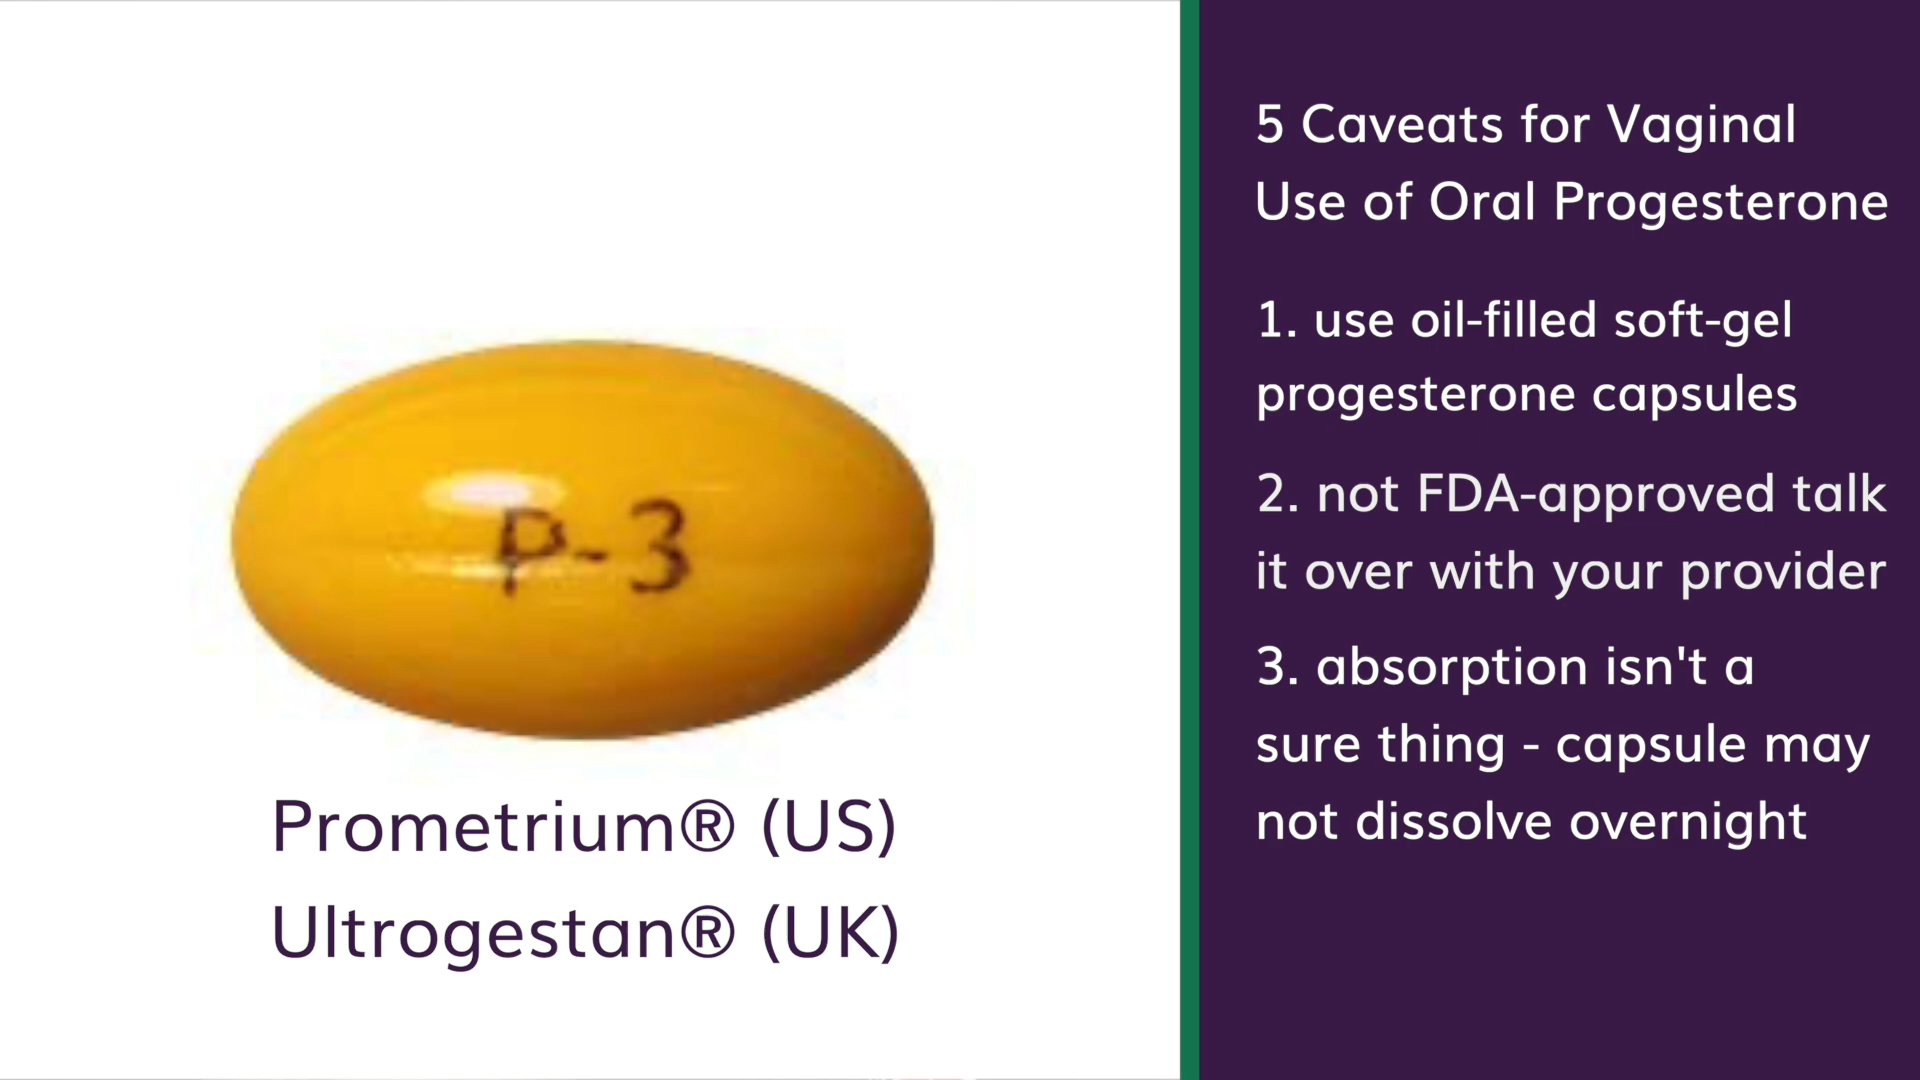 P-3
Prometrium® (US)
Ultrogestan® (UK)
5 Caveats for Vaginal
Use of Oral Progesterone
1. use oil-filled soft-gel
progesterone capsules
2. not FDA-approved talk
it over with your provider
3. absorption isn't a
sure thing - capsule may
not dissolve overnight